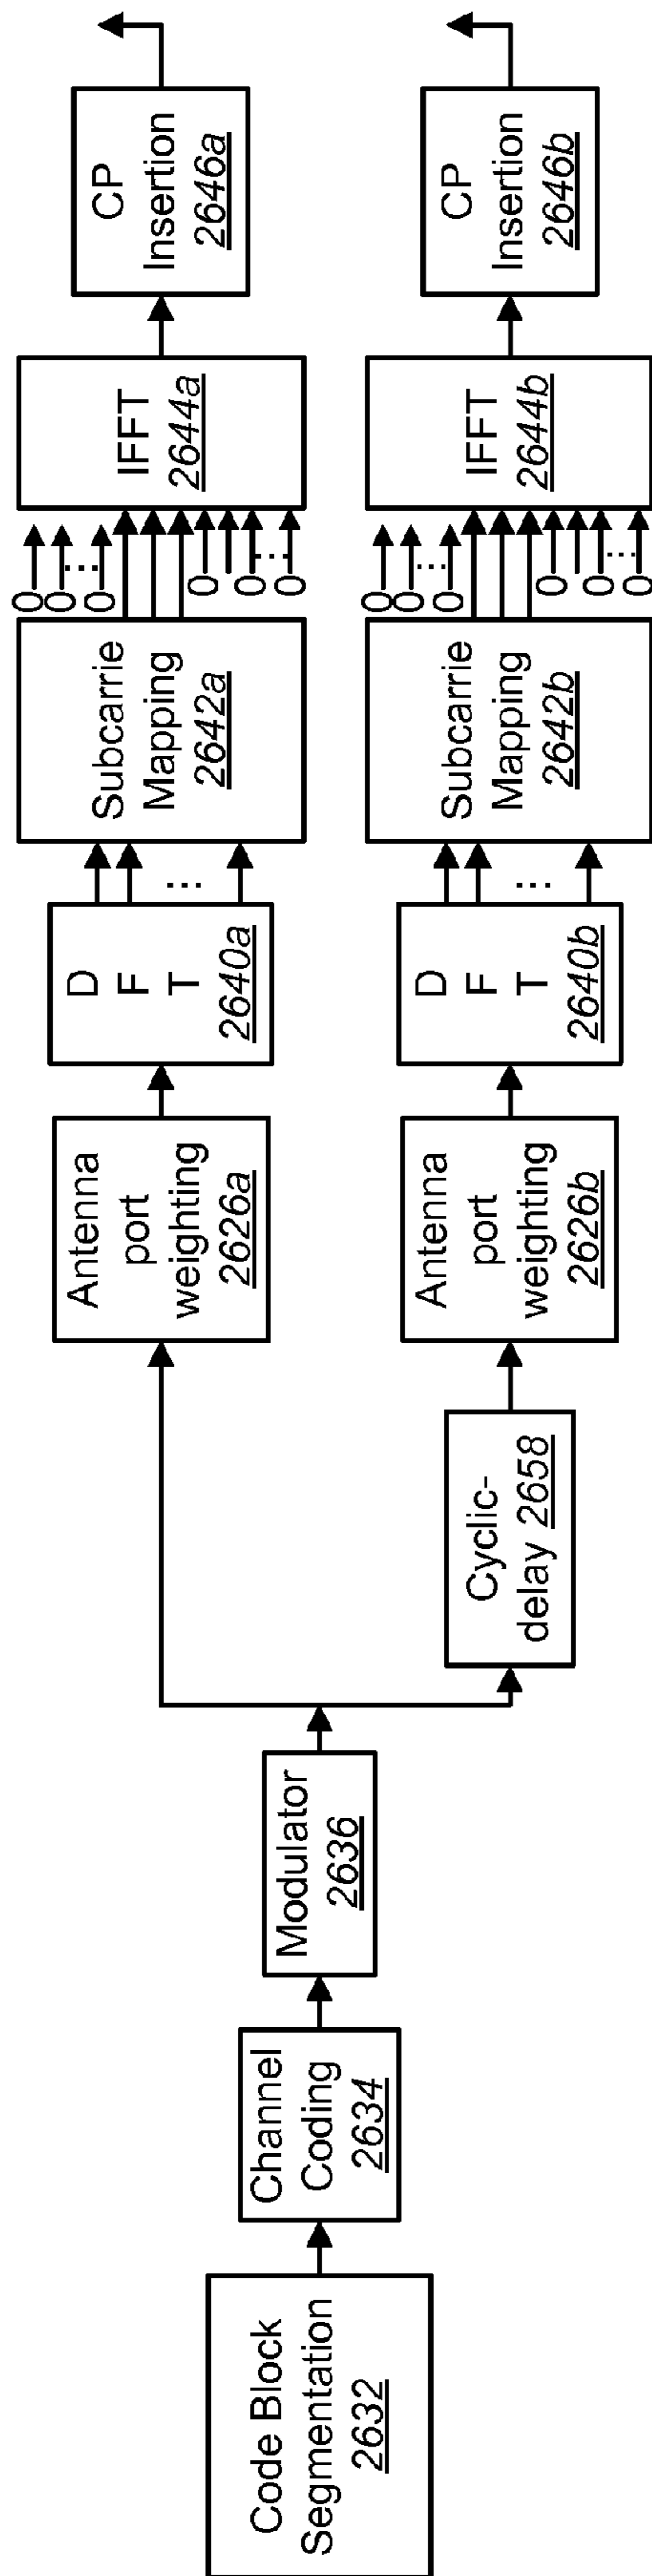 Code Block
Segmentation
2632
Channel
Coding
2634
Modulator
2636
Antenna
port
weighting
2626a
D
F
T
2640a
...
Subcarrie
Mapping
2642a
0
0
...
0
0
0
...
0
IFFT
2644a
CP
Insertion
2646a
Cyclic-
delay 2658
Antenna
port
weighting
2626b
D
F
T
2640b
...
Subcarrie
Mapping
2642b
0
0
...
0
0
0
...
0
IFFT
2644b
CP
Insertion
2646b